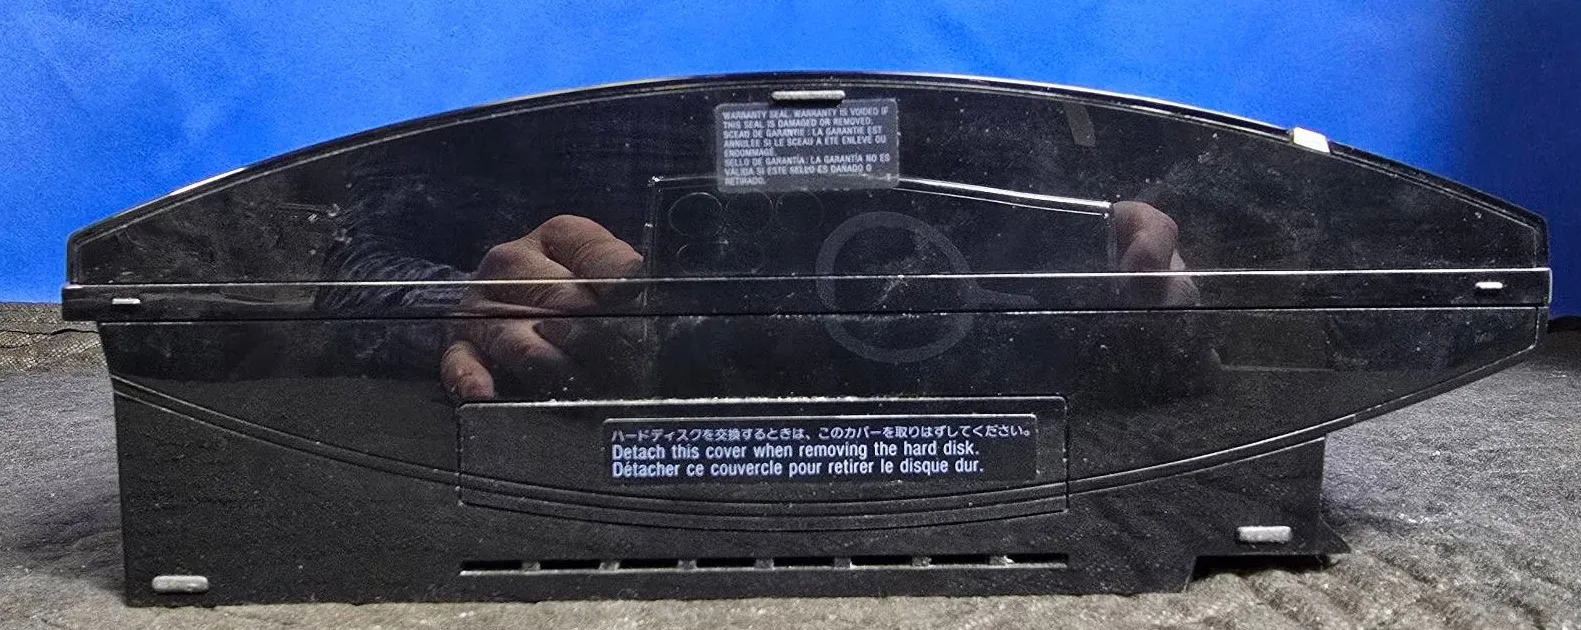 WARRANTY SEAL. WARRANTY IS VOIDED IF
THIS SEAL IS DAMAGED OR REMOVED.
SCEAU DE GARANTIE : LA GARANTIE EST
ANNULEE SI LE SCEAU A ETE ENLEVE OU
ENDOMMAGE.
SELLO DE GARANTÍA: LA GARANTÍA NO ES
VALIDA SI ESTE SELLO ES DANADO O
RETIRADO.
ハードディスクを交換するときは、このカバーを取りはずしてください。
Detach this cover when removing the hard disk.
Détacher ce couvercle pour retirer le disque dur.